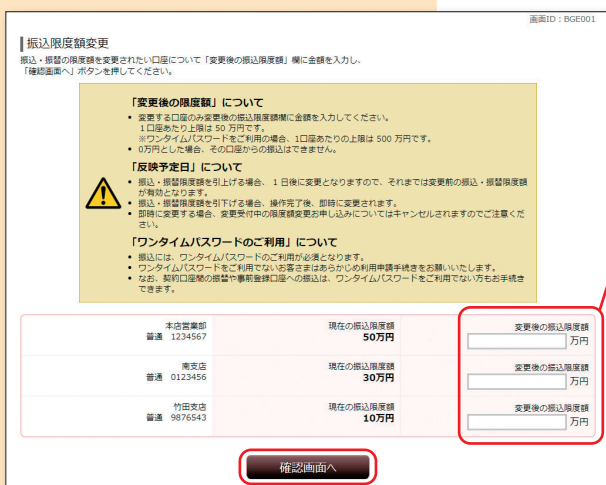 画面ID：BGE001
振込限度額変更
振込・振替の限度額を変更されたい口座について「変更後の振込限度額」欄に金額を入力し、
「確認画面へ」ボタンを押してください。
「変更後の限度額」について
• 変更する口座のみ変更後の振込限度額欄に金額を入力してください。
1口座あたり上限は 50 万円です。
※ワンタイムパスワードをご利用の場合、1口座あたりの上限は 500 万円です。
• 0万円とした場合、その口座からの振込はできません。
「反映予定日」について
• 振込・振替限度額を引上げる場合、 1 日後に変更となりますので、それまでは変更前の振込・振替限度額
が有効となります。
• 振込・振替限度額を引下げる場合、操作完了後、即時に変更されます。
• 即時に変更する場合、変更受付中の限度額変更お申し込みについてはキャンセルされますのでご注意くだ
さい。
「ワンタイムパスワードのご利用」について
• 振込には、ワンタイムパスワードのご利用が必須となります。
• ワンタイムパスワードをご利用でないお客さまはあらかじめ利用申請手続きをお願いいたします。
• なお、契約口座間の振替や事前登録口座への振込は、ワンタイムパスワードをご利用でない方もお手続き
できます。
本店営業部 現在の振込限度額 変更後の振込限度額
普通 1234567 50万円 万円
南支店 現在の振込限度額 変更後の振込限度額
普通 0123456 30万円 万円
竹田支店 現在の振込限度額 変更後の振込限度額
普通 9876543 10万円 万円
確認画面へ